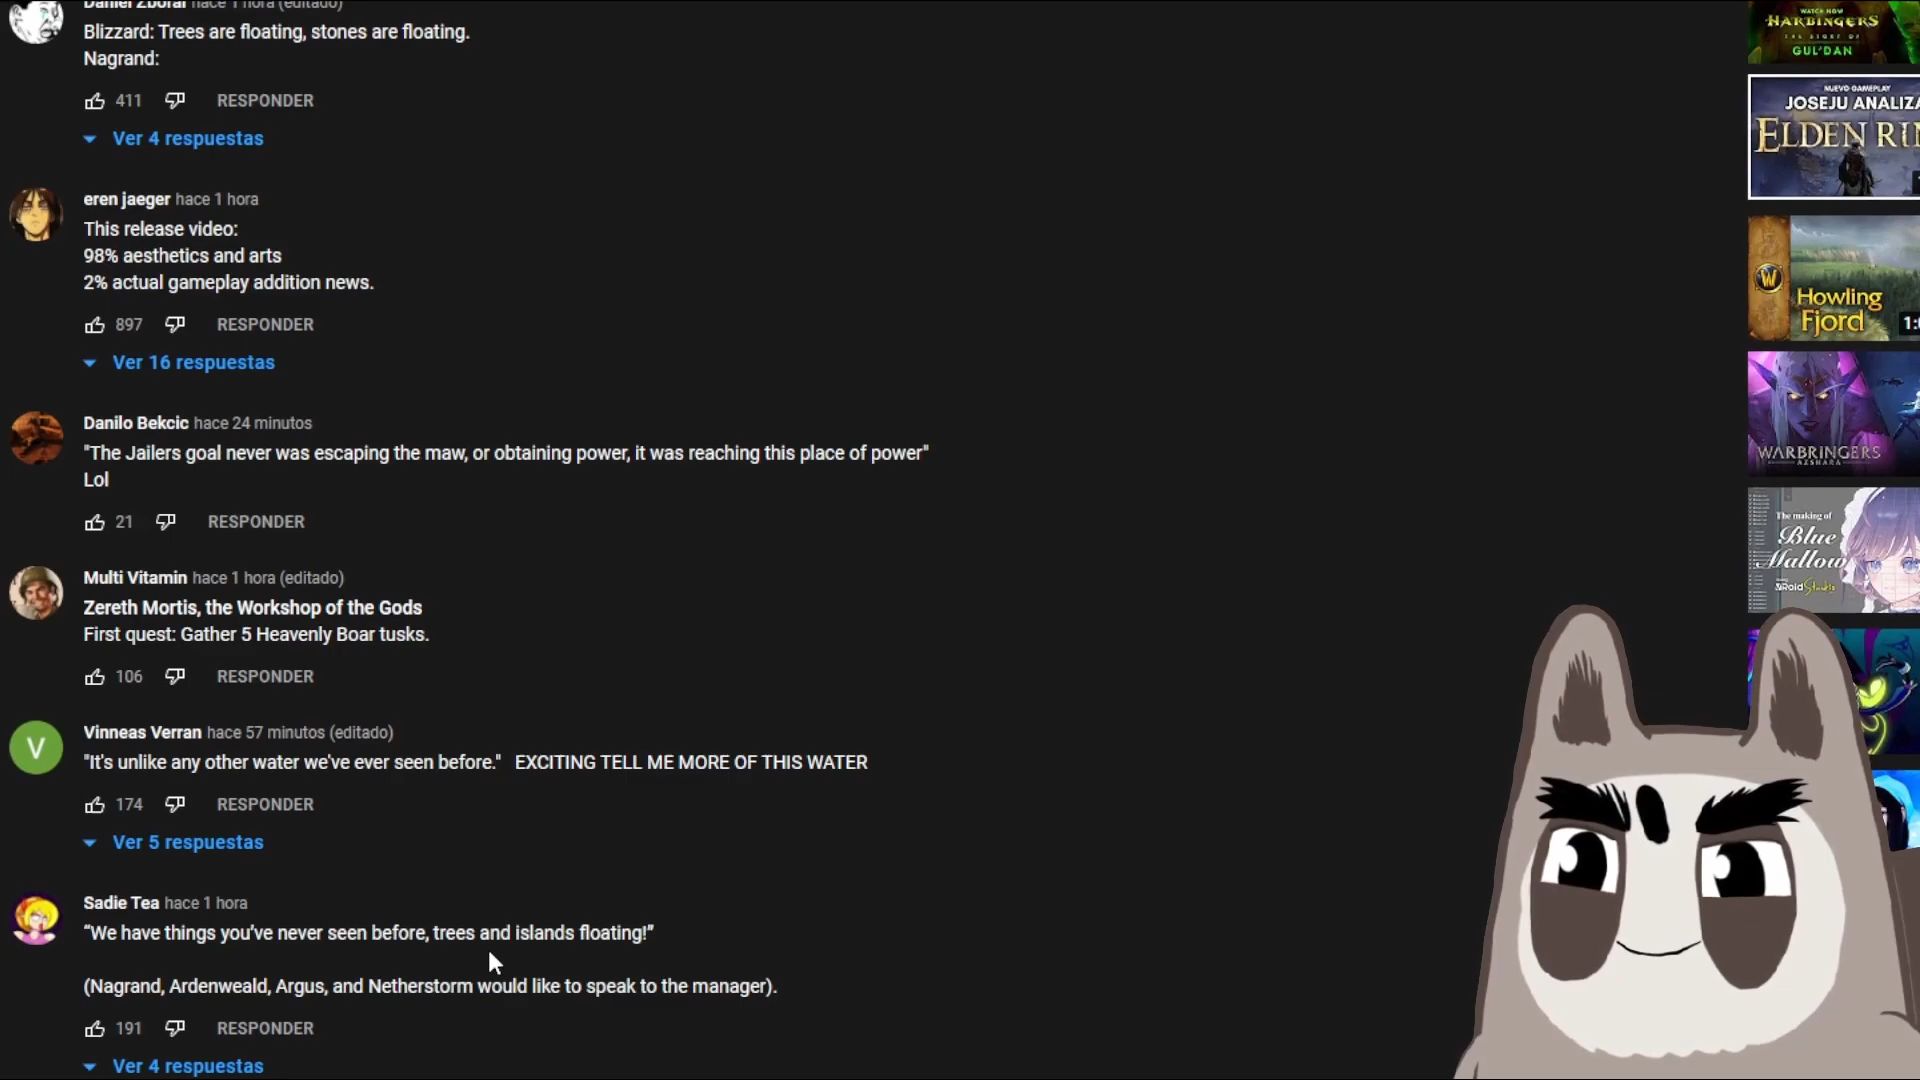 Daniel Zborai hace 1 hora (editado)
Blizzard: Trees are floating, stones are floating.
Nagrand:
411 RESPONDER
Ver 4 respuestas
eren jaeger hace 1 hora
This release video:
98% aesthetics and arts
2% actual gameplay addition news.
897 RESPONDER
Ver 16 respuestas
Danilo Bekcic hace 24 minutos
"The Jailers goal never was escaping the maw, or obtaining power, it was reaching this place of power"
Lol
21 RESPONDER
Multi Vitamin hace 1 hora (editado)
Zereth Mortis, the Workshop of the Gods
First quest: Gather 5 Heavenly Boar tusks.
106 RESPONDER
V
Vinneas Verran hace 57 minutos (editado)
"It's unlike any other water we've ever seen before." EXCITING TELL ME MORE OF THIS WATER
174 RESPONDER
Ver 5 respuestas
Sadie Tea hace 1 hora
“We have things you’ve never seen before, trees and islands floating!”
(Nagrand, Ardenweald, Argus, and Netherstorm would like to speak to the manager).
191 RESPONDER
Ver 4 respuestas
WATCH NOW
HARBINGERS
THE STORY OF
GUL'DAN
NUEVO GAMEPLAY
JOSEJU ANALIZA
ELDEN RIN
W
Howling
Fjord
1:
WARBRINGERS
AZSHARA
The making of
Blue
Mallow